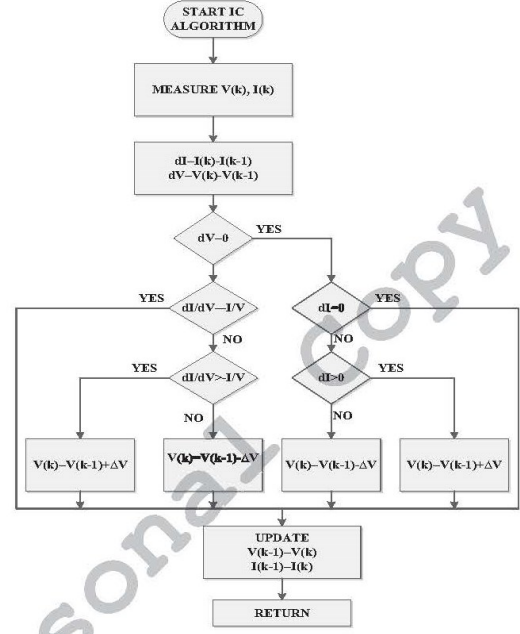 START IC
ALGORITHM
MEASURE V(k), I(k)
dI–I(k)-I(k-1)
dV–V(k)-V(k-1)
dV–0
YES
YES
dI/dV–-I/V
dI–0
YES
NO
NO
YES
dI/dV>-I/V
dI>0
YES
NO
NO
V(k)–V(k-1)+ΔV
V(k)–V(k-1)-ΔV
V(k)–V(k-1)-ΔV
V(k)–V(k-1)+ΔV
UPDATE
V(k-1)–V(k)
I(k-1)–I(k)
RETURN
sonal Copy